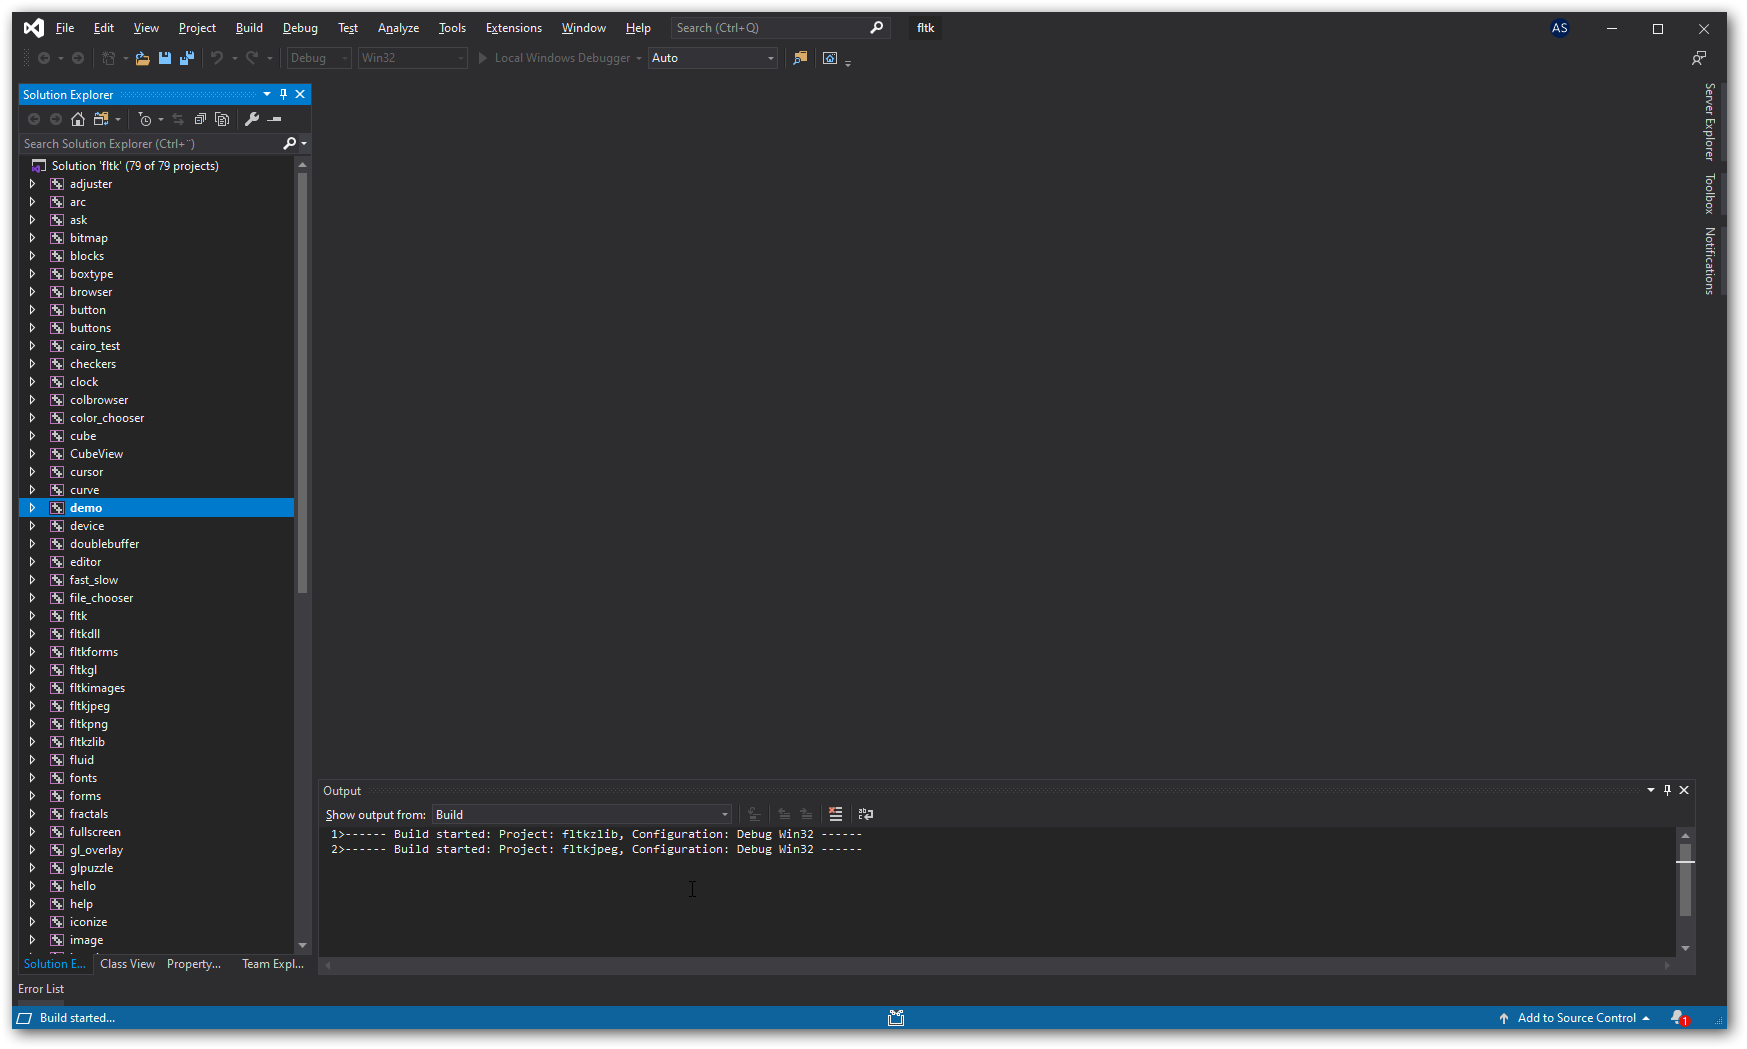 File Edit View Project Build Debug Test Analyze Tools Extensions Window Help Search (Ctrl+Q) fltk AS
Debug Win32 Local Windows Debugger Auto
Solution Explorer
Search Solution Explorer (Ctrl+¨)
Solution 'fltk' (79 of 79 projects)
adjuster
arc
ask
bitmap
blocks
boxtype
browser
button
buttons
cairo_test
checkers
clock
colbrowser
color_chooser
cube
CubeView
cursor
curve
demo
device
doublebuffer
editor
fast_slow
file_chooser
fltk
fltkdll
fltkforms
fltkgl
fltkimages
fltkjpeg
fltkpng
fltkzlib
fluid
fonts
forms
fractals
fullscreen
gl_overlay
glpuzzle
hello
help
iconize
image
Solution E... Class View Property... Team Expl...
Server Explorer
Toolbox
Notifications
Output
Show output from: Build
1>------ Build started: Project: fltkzlib, Configuration: Debug Win32 ------
2>------ Build started: Project: fltkjpeg, Configuration: Debug Win32 ------
Error List
Build started... Add to Source Control 1